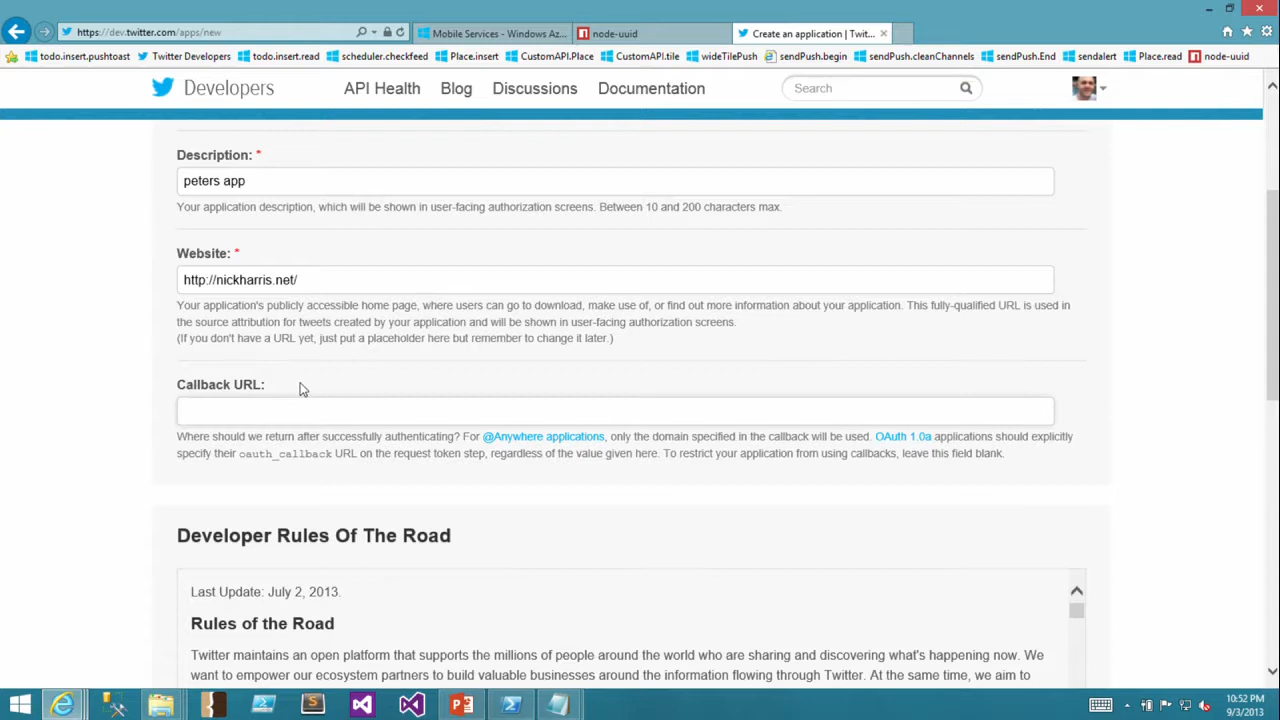 https://dev.twitter.com/apps/new
Mobile Services - Windows Az...
node-uuid
Create an application | Twit...
todo.insert.pushtoast
Twitter Developers
todo.insert.read
scheduler.checkfeed
Place.insert
CustomAPI.Place
CustomAPI.tile
wideTilePush
sendPush.begin
sendPush.cleanChannels
sendPush.End
sendalert
Place.read
node-uuid
Developers
API Health
Blog
Discussions
Documentation
Search
Description: *
peters app
Your application description, which will be shown in user-facing authorization screens. Between 10 and 200 characters max.
Website: *
http://nickharris.net/
Your application's publicly accessible home page, where users can go to download, make use of, or find out more information about your application. This fully-qualified URL is used in
the source attribution for tweets created by your application and will be shown in user-facing authorization screens.
(If you don't have a URL yet, just put a placeholder here but remember to change it later.)
Callback URL:
Where should we return after successfully authenticating? For @Anywhere applications, only the domain specified in the callback will be used. OAuth 1.0a applications should explicitly
specify their oauth_callback URL on the request token step, regardless of the value given here. To restrict your application from using callbacks, leave this field blank.
Developer Rules Of The Road
Last Update: July 2, 2013.
Rules of the Road
Twitter maintains an open platform that supports the millions of people around the world who are sharing and discovering what's happening now. We
want to empower our ecosystem partners to build valuable businesses around the information flowing through Twitter. At the same time, we aim to
10:52 PM
9/3/2013